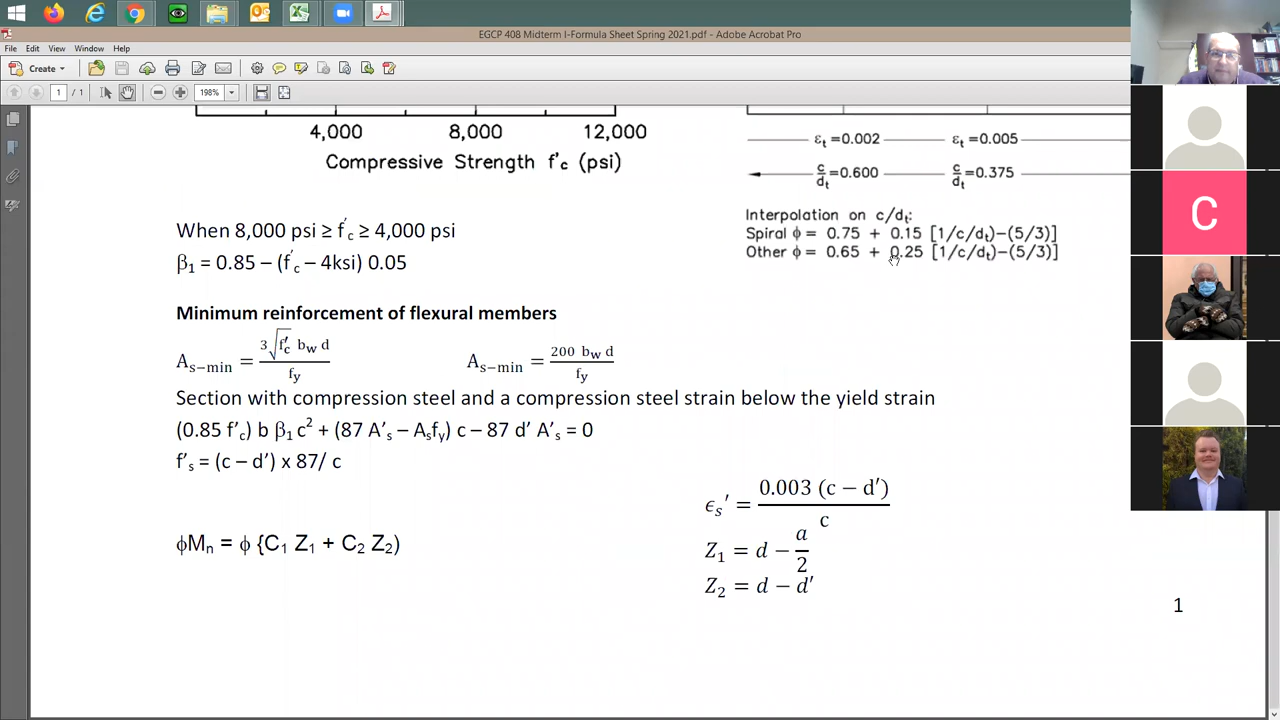 EGCP 408 Midterm I-Formula Sheet Spring 2021.pdf - Adobe Acrobat Pro
File Edit View Window Help
Create
1 / 1
198%
4,000 8,000 12,000
Compressive Strength f'c (psi)
εt =0.002 εt =0.005
c/dt =0.600 c/dt =0.375
Interpolation on c/dt:
Spiral ϕ = 0.75 + 0.15 [1/c/dt)−(5/3)]
Other ϕ = 0.65 + 0.25 [1/c/dt)−(5/3)]
When 8,000 psi ≥ f'c ≥ 4,000 psi
β1 = 0.85 – (f'c – 4ksi) 0.05
Minimum reinforcement of flexural members
As−min = 3√f'c bw d / fy As−min = 200 bw d / fy
Section with compression steel and a compression steel strain below the yield strain
(0.85 f'c) b β1 c² + (87 A's – Asfy) c – 87 d' A's = 0
f's = (c – d') x 87/ c
ϵs' = 0.003 (c − d') / c
ϕMn = ϕ {C1 Z1 + C2 Z2)
Z1 = d − a/2
Z2 = d − d'
1
C